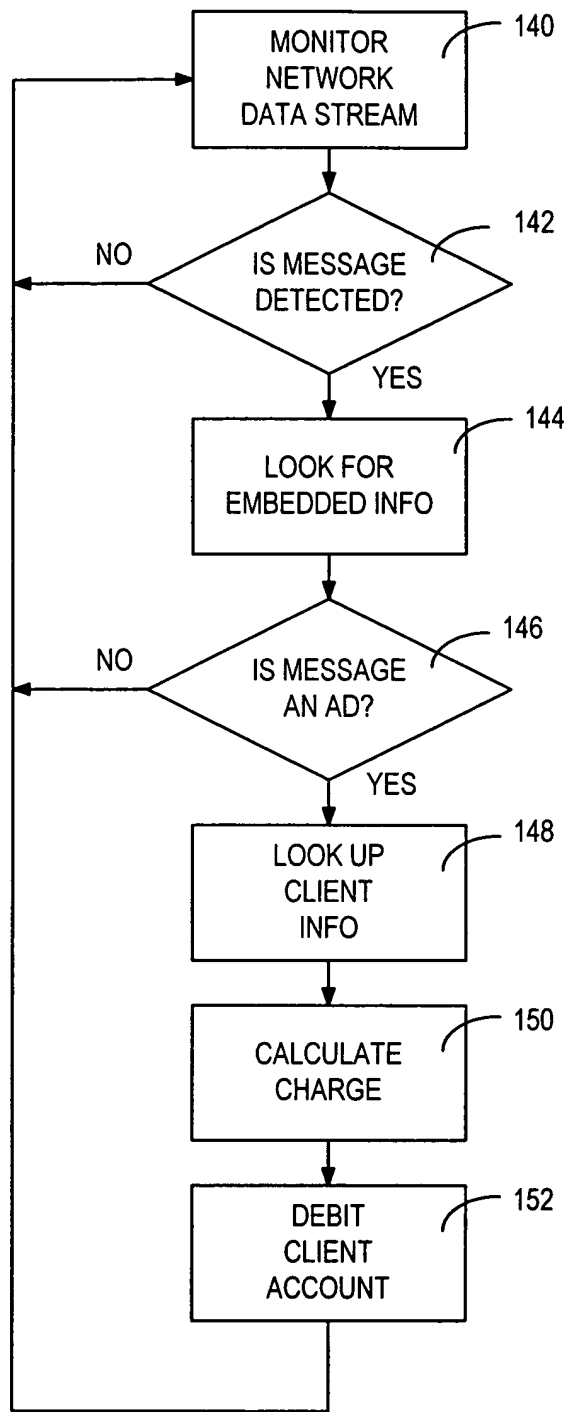 MONITOR
NETWORK
DATA STREAM
140
IS MESSAGE
DETECTED?
142
NO
YES
LOOK FOR
EMBEDDED INFO
144
IS MESSAGE
AN AD?
146
NO
YES
LOOK UP
CLIENT
INFO
148
CALCULATE
CHARGE
150
DEBIT
CLIENT
ACCOUNT
152